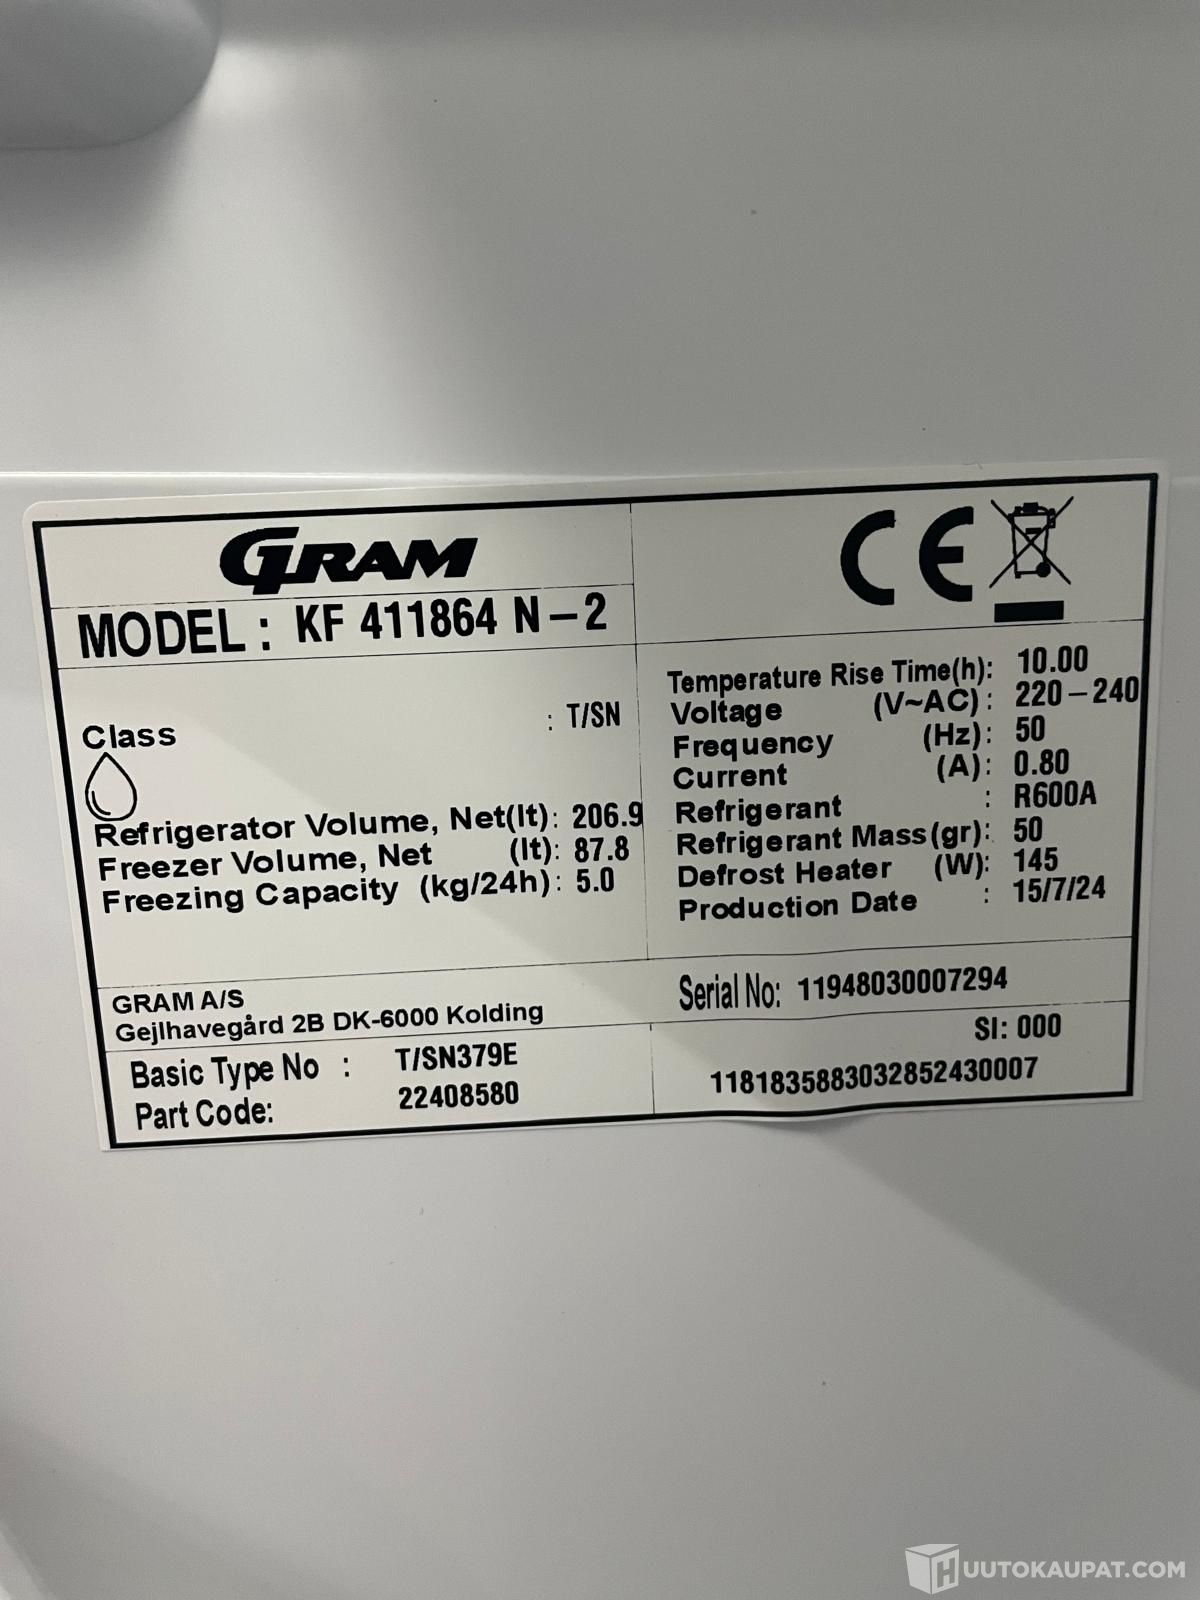 GRAM
MODEL : KF 411864 N-2
Class : T/SN
Refrigerator Volume, Net(lt): 206.9
Freezer Volume, Net (lt): 87.8
Freezing Capacity (kg/24h): 5.0
CE
Temperature Rise Time(h): 10.00
Voltage (V~AC): 220-240
Frequency (Hz): 50
Current (A): 0.80
Refrigerant : R600A
Refrigerant Mass(gr): 50
Defrost Heater (W): 145
Production Date : 15/7/24
GRAM A/S
Gejlhavegård 2B DK-6000 Kolding
Serial No: 11948030007294
Basic Type No : T/SN379E
Part Code: 22408580
SI: 000
1181835883032852430007
HUUTOKAUPAT.COM